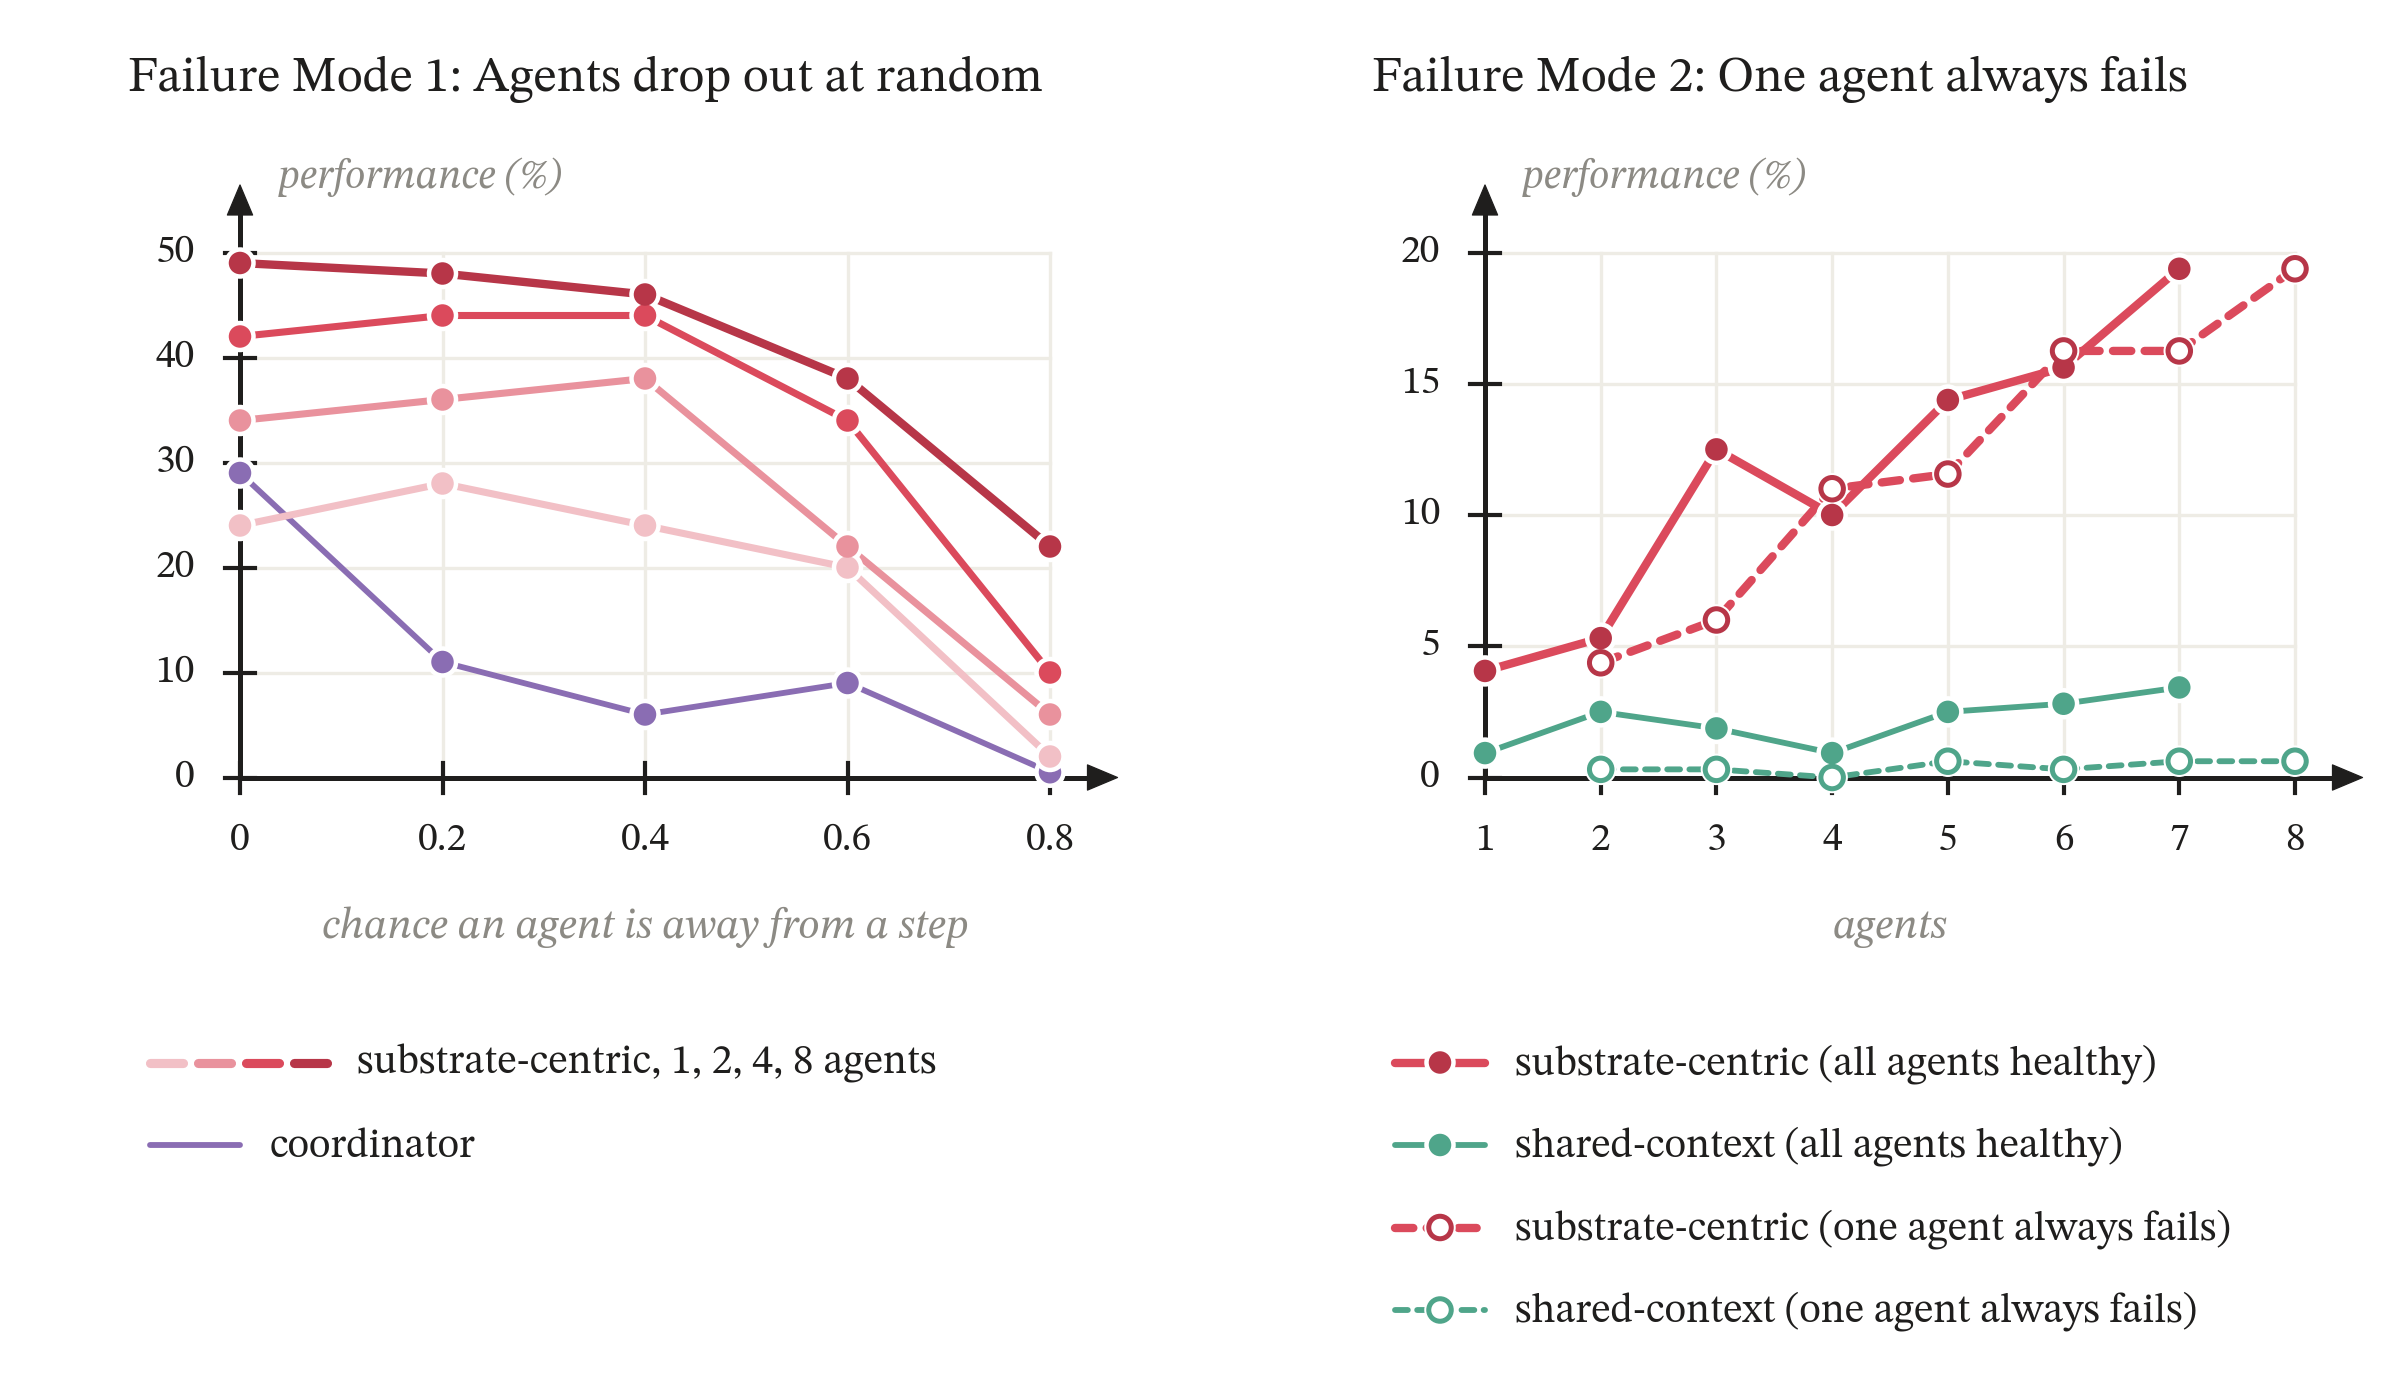 Failure Mode 1: Agents drop out at random
performance (%)
50
40
30
20
10
0
0 0.2 0.4 0.6 0.8
chance an agent is away from a step
substrate-centric, 1, 2, 4, 8 agents
coordinator
Failure Mode 2: One agent always fails
performance (%)
20
15
10
5
0
1 2 3 4 5 6 7 8
agents
substrate-centric (all agents healthy)
shared-context (all agents healthy)
substrate-centric (one agent always fails)
shared-context (one agent always fails)